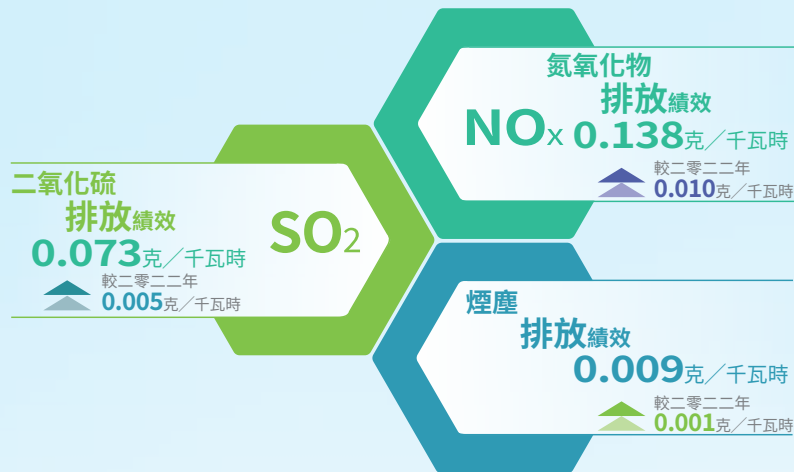 氮氧化物
排放績效
NOx 0.138克／千瓦時
較二零二二年
0.010克／千瓦時
二氧化硫
排放績效
SO2
0.073克／千瓦時
較二零二二年
0.005克／千瓦時
煙塵
排放績效
0.009克／千瓦時
較二零二二年
0.001克／千瓦時